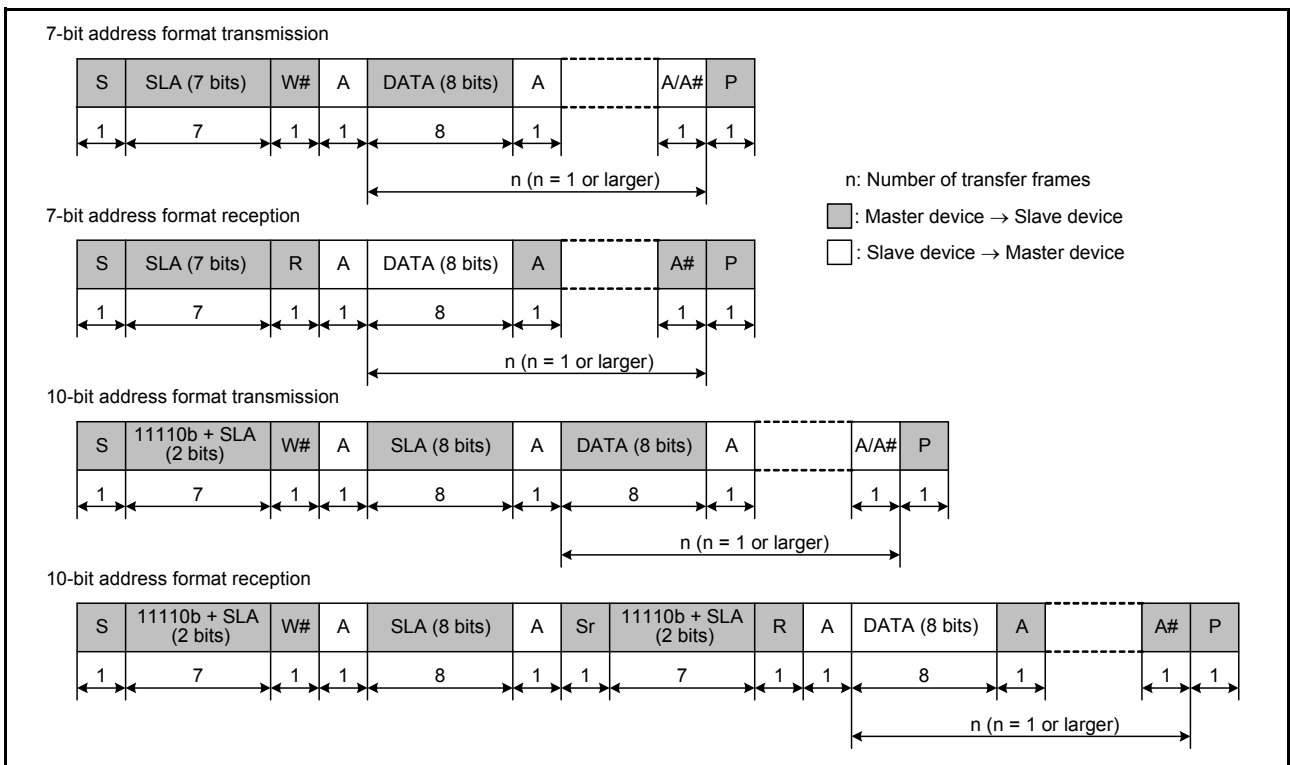 7-bit address format transmission
S SLA (7 bits) W# A DATA (8 bits) A A/A# P
1 7 1 1 8 1 1 1
n (n = 1 or larger)
n: Number of transfer frames
: Master device → Slave device
: Slave device → Master device
7-bit address format reception
S SLA (7 bits) R A DATA (8 bits) A A# P
1 7 1 1 8 1 1 1
n (n = 1 or larger)
10-bit address format transmission
S 11110b + SLA (2 bits) W# A SLA (8 bits) A DATA (8 bits) A A/A# P
1 7 1 1 8 1 8 1 1 1
n (n = 1 or larger)
10-bit address format reception
S 11110b + SLA (2 bits) W# A SLA (8 bits) A Sr 11110b + SLA (2 bits) R A DATA (8 bits) A A# P
1 7 1 1 8 1 1 7 1 1 8 1 1 1
n (n = 1 or larger)